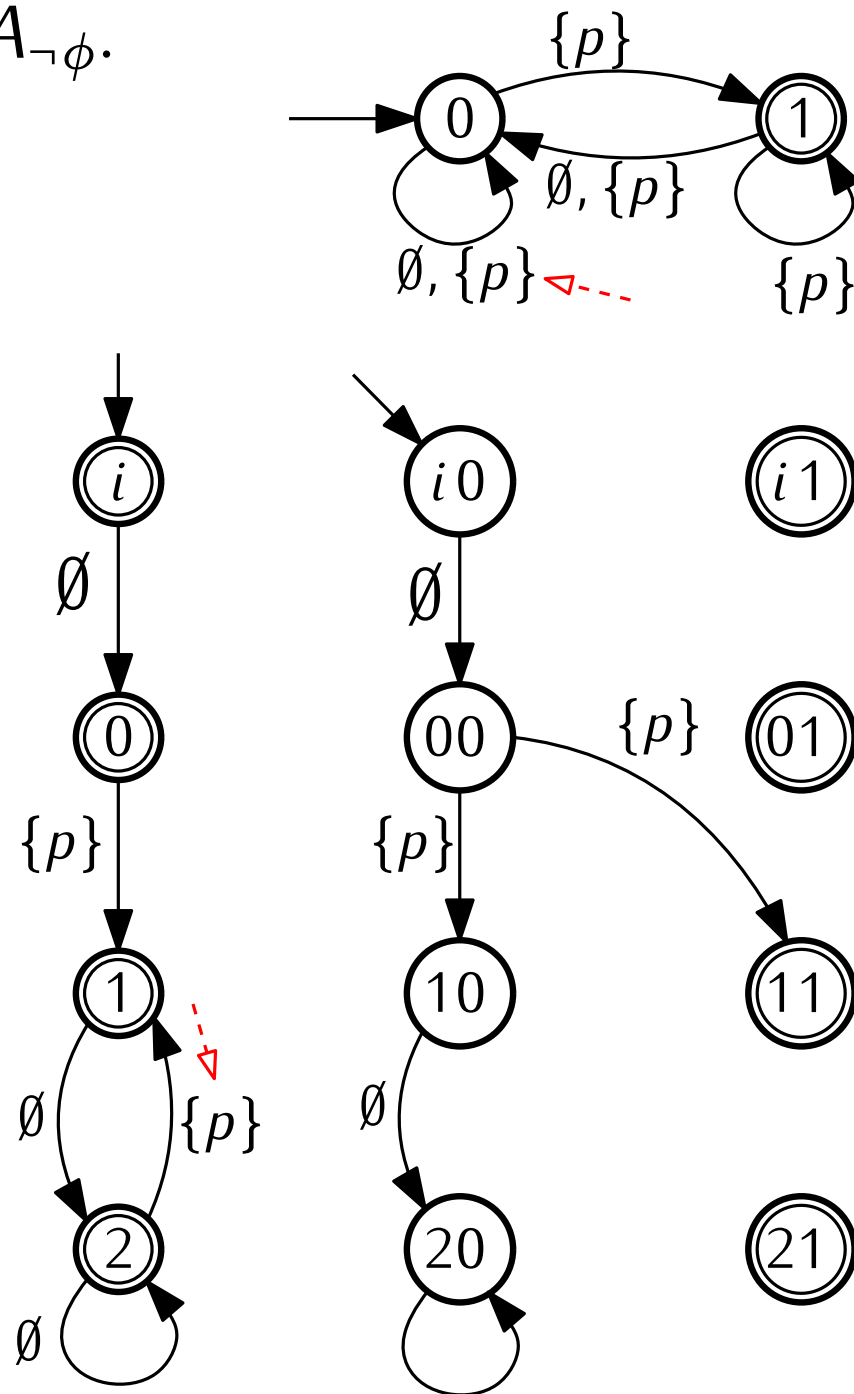 A¬ϕ.
{p}
0
1
∅, {p}
∅, {p}
{p}
i
i0
i1
∅
∅
0
00
{p}
01
{p}
{p}
1
10
11
∅
{p}
∅
2
20
21
∅